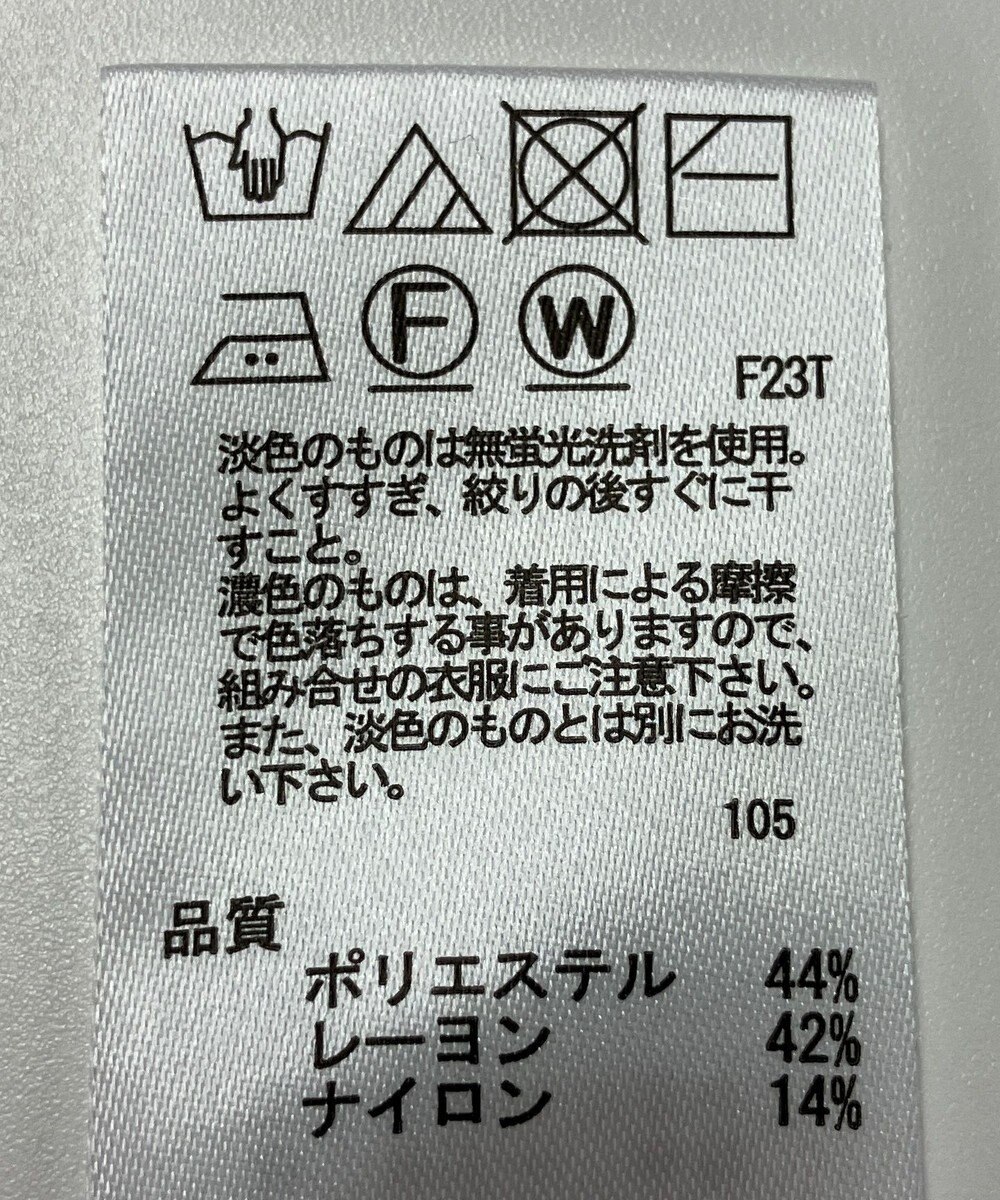 F
W
F23T
淡色のものは無蛍光洗剤を使用。
よくすすぎ、絞りの後すぐに干
すこと。
濃色のものは、着用による摩擦
で色落ちする事がありますので、
組み合せの衣服にご注意下さい。
また、淡色のものとは別にお洗
い下さい。
105
品質
ポリエステル 44%
レーヨン 42%
ナイロン 14%